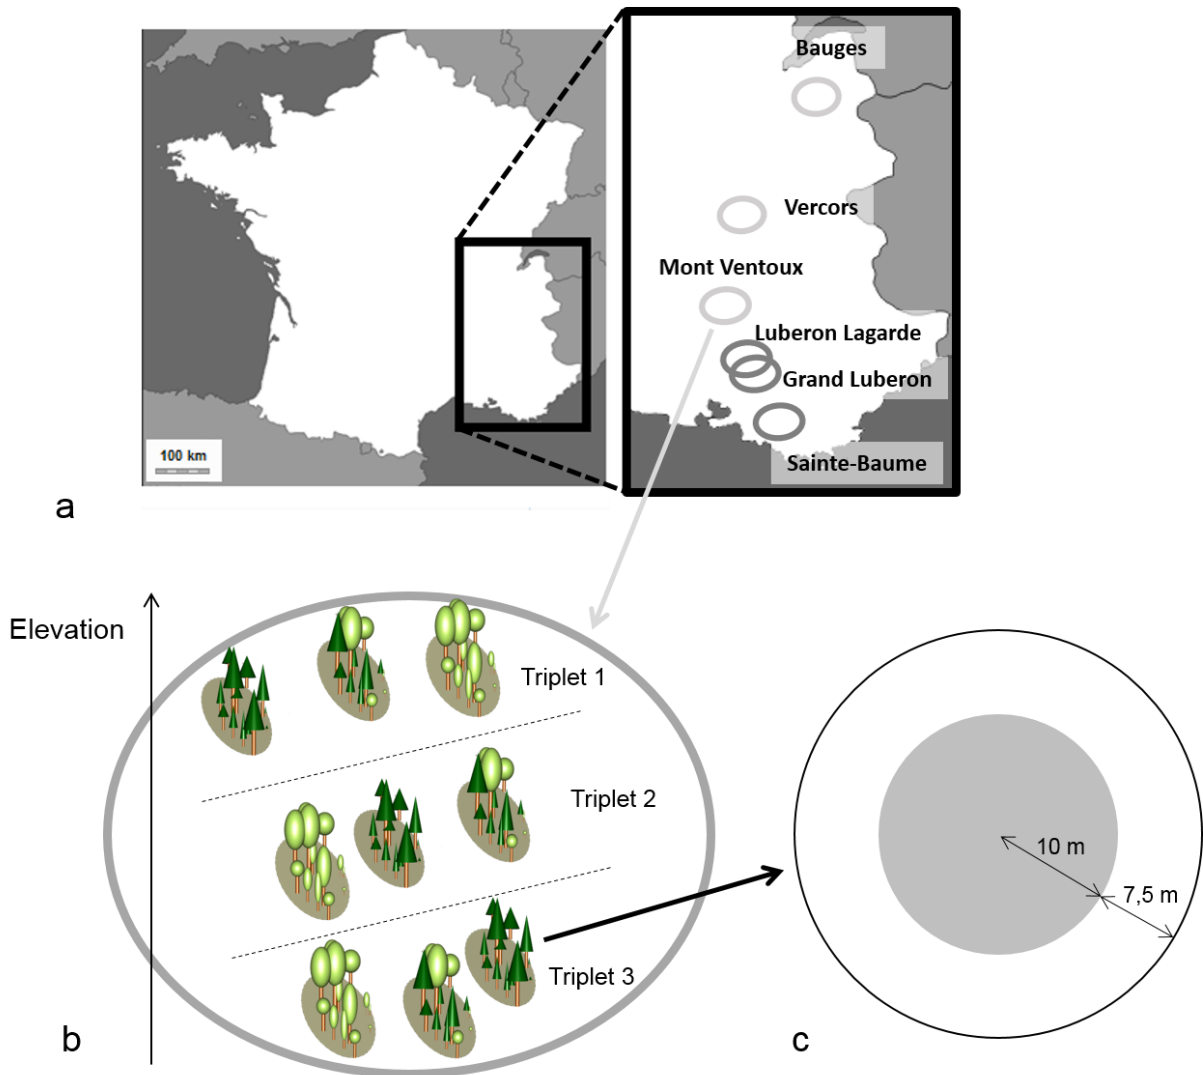 Bauges
Vercors
Mont Ventoux
Luberon Lagarde
Grand Luberon
Sainte-Baume
100 km
a
Elevation
Triplet 1
Triplet 2
Triplet 3
b
10 m
7,5 m
c